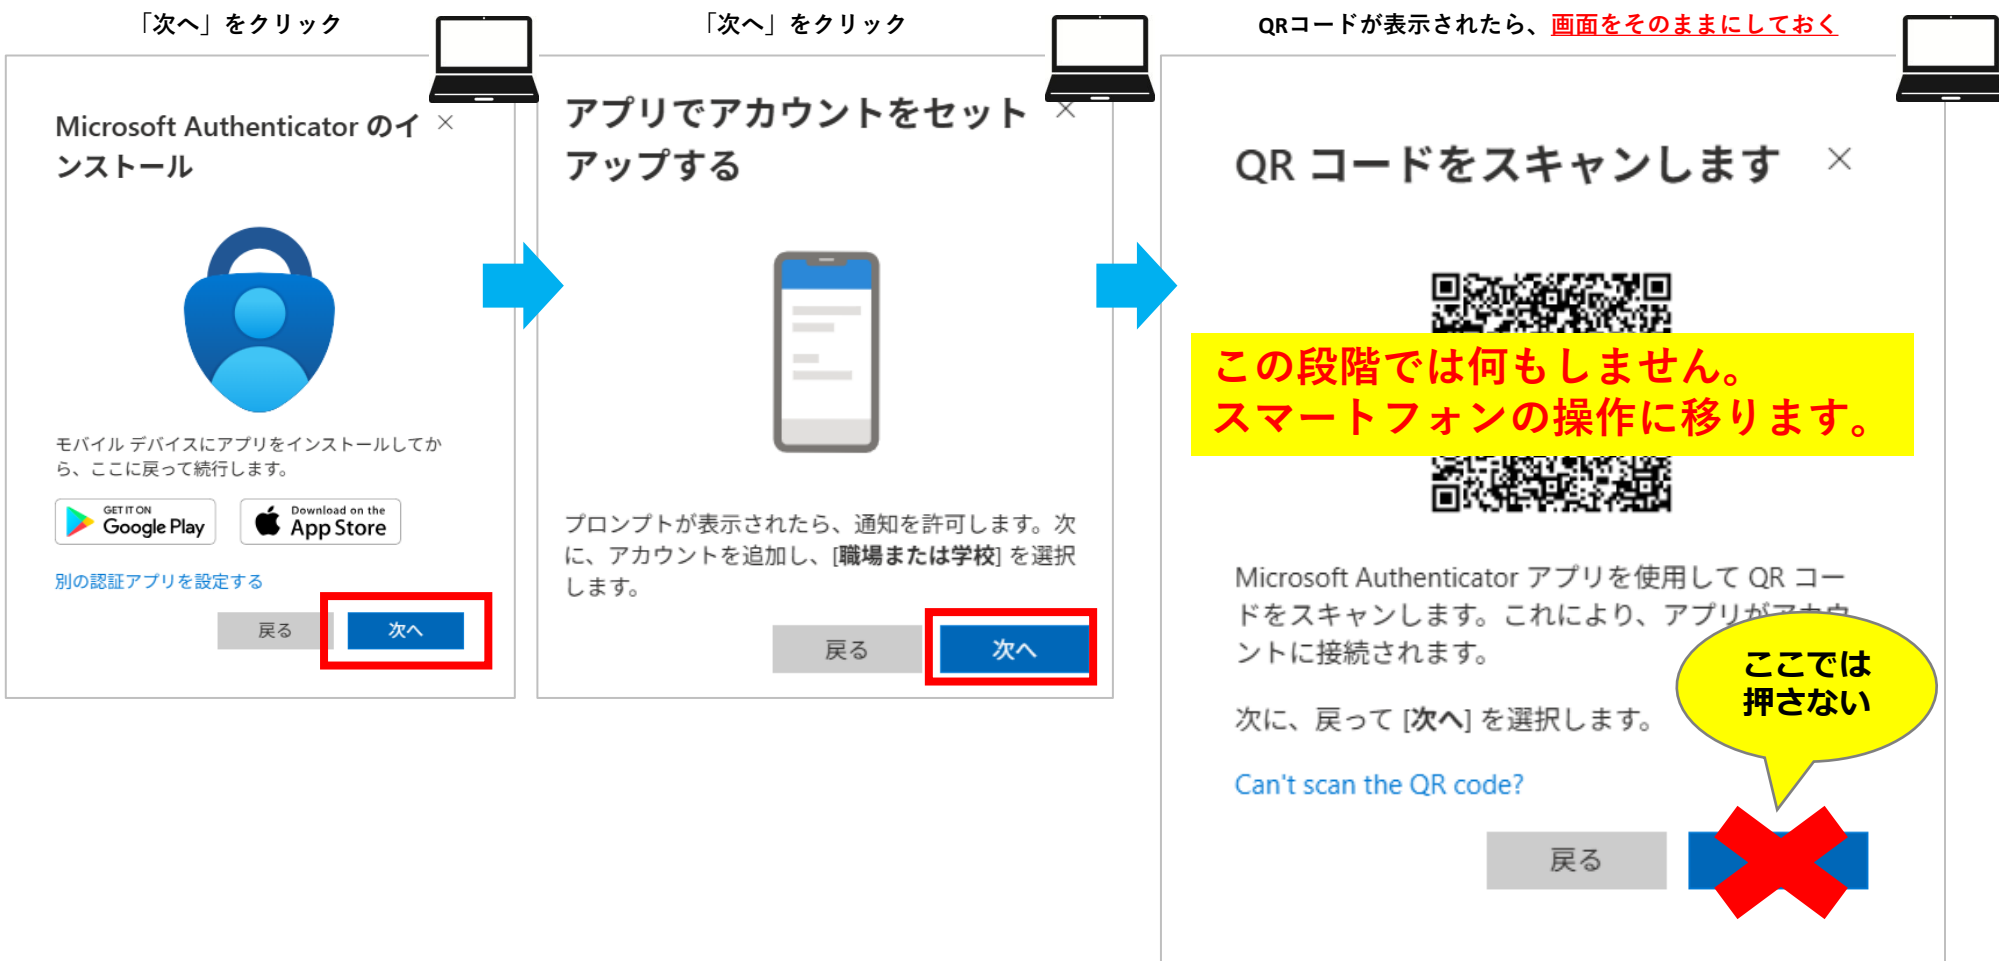 「次へ」をクリック
Microsoft Authenticator のイ
ンストール
モバイル デバイスにアプリをインストールしてか
ら、ここに戻って続行します。
GET IT ON
Google Play
Download on the
App Store
別の認証アプリを設定する
戻る
次へ
「次へ」をクリック
アプリでアカウントをセット
アップする
プロンプトが表示されたら、通知を許可します。次
に、アカウントを追加し、[職場または学校] を選択
します。
戻る
次へ
QRコードが表示されたら、画面をそのままにしておく
QR コードをスキャンします
この段階では何もしません。
スマートフォンの操作に移ります。
Microsoft Authenticator アプリを使用して QR コー
ドをスキャンします。これにより、アプリがアカウ
ントに接続されます。
ここでは
押さない
次に、戻って [次へ] を選択します。
Can't scan the QR code?
戻る